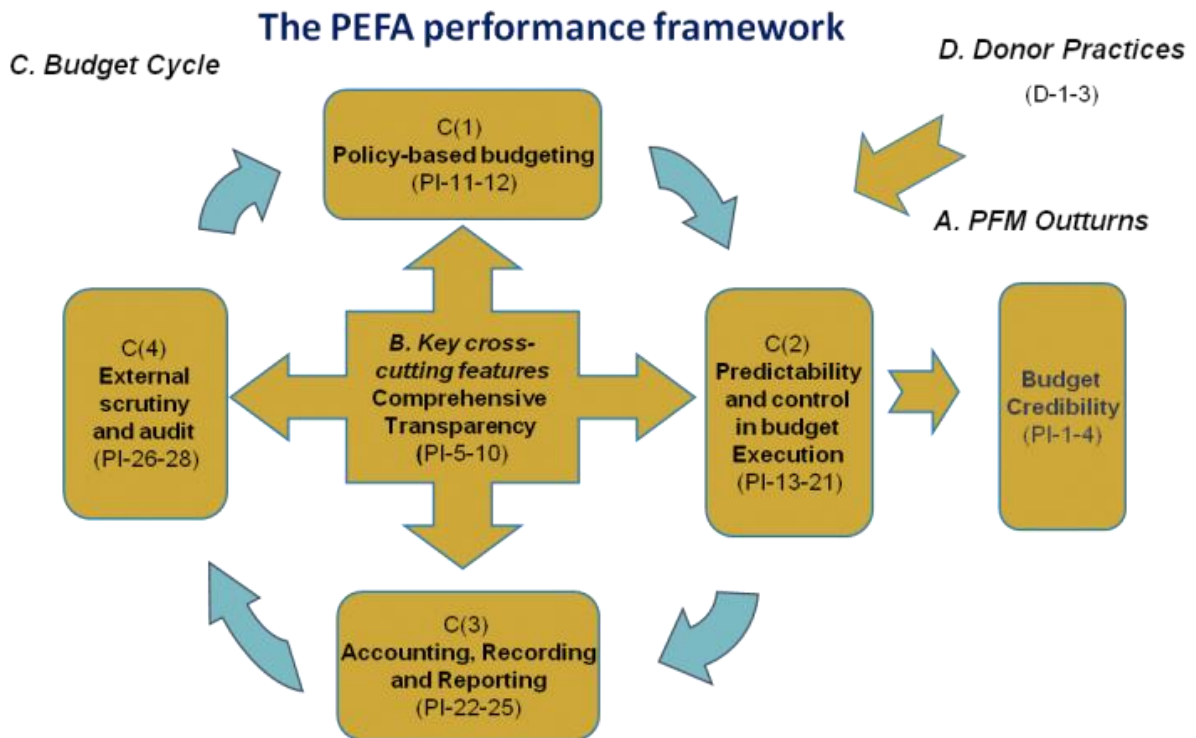 The PEFA performance framework
C. Budget Cycle
D. Donor Practices
(D-1-3)
C(1)
Policy-based budgeting
(PI-11-12)
A. PFM Outturns
C(4)
External
scrutiny
and audit
(PI-26-28)
B. Key cross-
cutting features
Comprehensive
Transparency
(PI-5-10)
C(2)
Predictability
and control
in budget
Execution
(PI-13-21)
Budget
Credibility
(PI-1-4)
C(3)
Accounting, Recording
and Reporting
(PI-22-25)